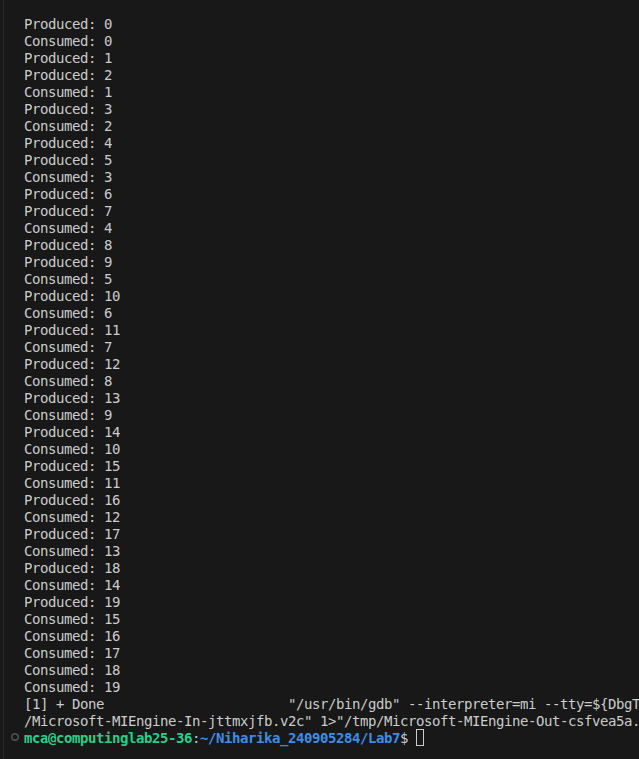 Produced: 0
Consumed: 0
Produced: 1
Produced: 2
Consumed: 1
Produced: 3
Consumed: 2
Produced: 4
Produced: 5
Consumed: 3
Produced: 6
Produced: 7
Consumed: 4
Produced: 8
Produced: 9
Consumed: 5
Produced: 10
Consumed: 6
Produced: 11
Consumed: 7
Produced: 12
Consumed: 8
Produced: 13
Consumed: 9
Produced: 14
Consumed: 10
Produced: 15
Consumed: 11
Produced: 16
Consumed: 12
Produced: 17
Consumed: 13
Produced: 18
Consumed: 14
Produced: 19
Consumed: 15
Consumed: 16
Consumed: 17
Consumed: 18
Consumed: 19
[1] + Done                       "/usr/bin/gdb" --interpreter=mi --tty=${DbgT
/Microsoft-MIEngine-In-jttmxjfb.v2c" 1>"/tmp/Microsoft-MIEngine-Out-csfvea5a.
mca@computinglab25-36:~/Niharika_240905284/Lab7$